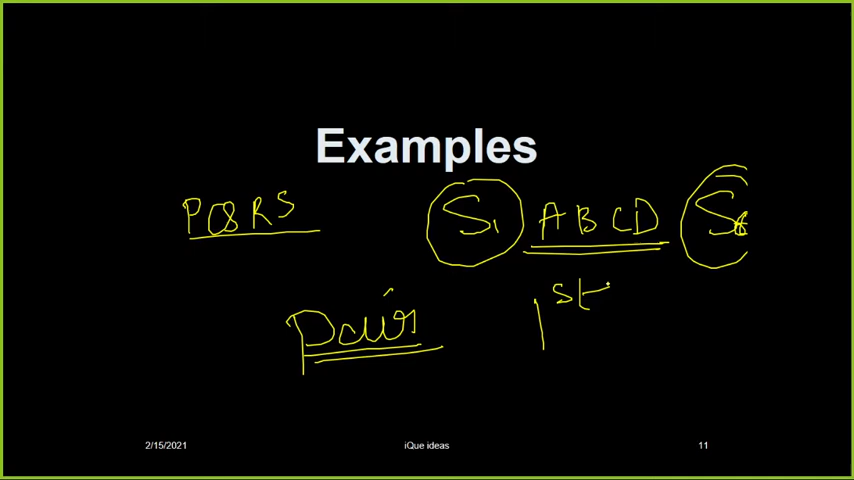 Examples
PQRS S1 ABCD S6
Pair 1st
2/15/2021 iQue ideas 11